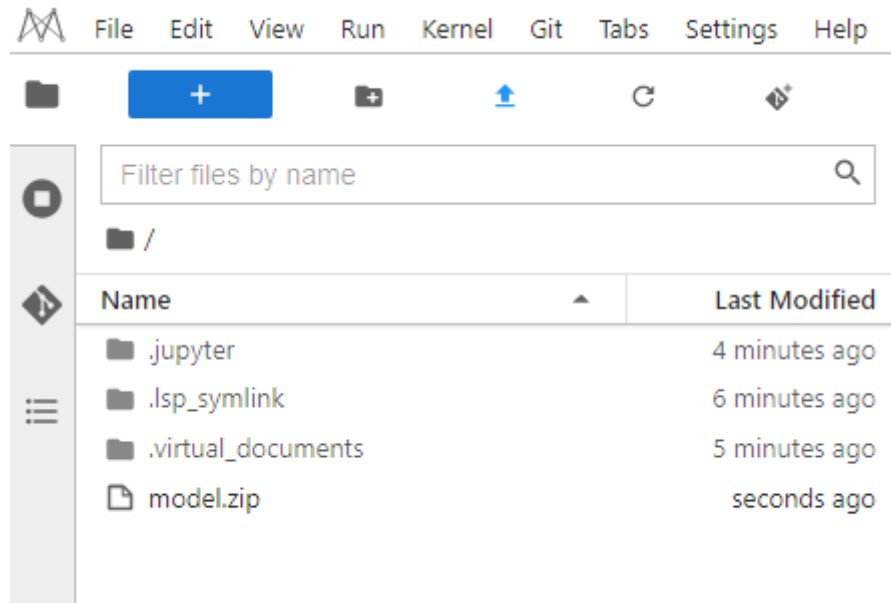 File Edit View Run Kernel Git Tabs Settings Help
Filter files by name
/
Name Last Modified
.jupyter 4 minutes ago
.lsp_symlink 6 minutes ago
.virtual_documents 5 minutes ago
model.zip seconds ago